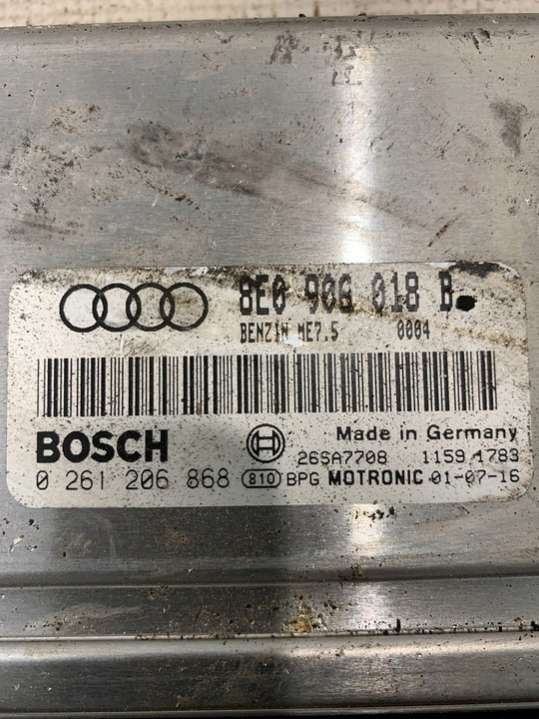 8E0 906 018 B
BENZIN ME7.5 0004
BOSCH
Made in Germany
26SA7708 1159 1783
0 261 206 868 810 BPG MOTRONIC 01-07-16